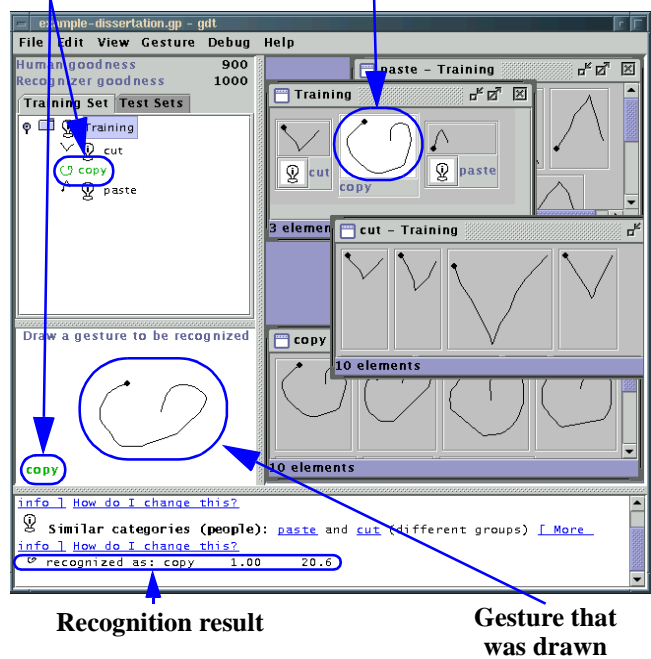 example-dissertation.gp – gdt
File Edit View Gesture Debug Help
Human goodness 900
Recognizer goodness 1000
Training Set Test Sets
Training
cut
copy
paste
paste – Training
Training
cut
copy
paste
3 elemen
cut – Training
10 elements
Draw a gesture to be recognized
copy
copy
10 elements
info ] How do I change this?
Similar categories (people): paste and cut (different groups) [ More
info ] How do I change this?
recognized as: copy 1.00 20.6
Recognition result
Gesture that
was drawn